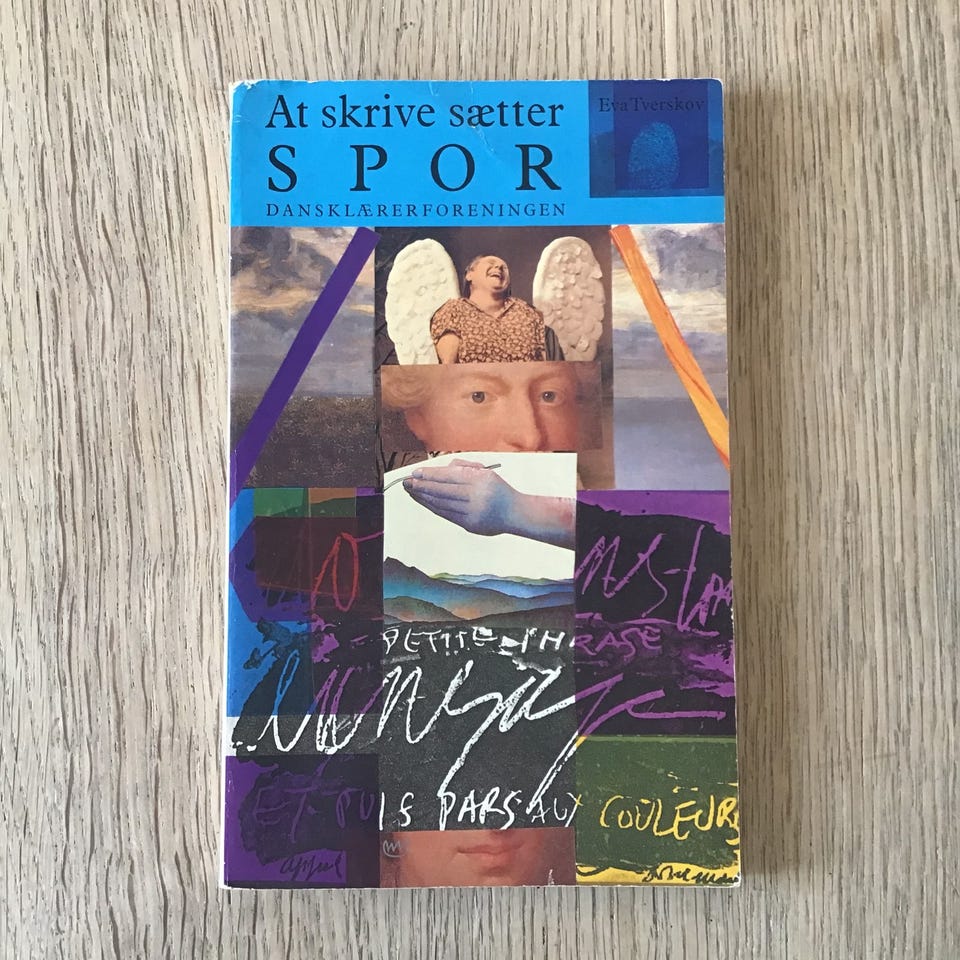 At skrive sætter
Eva Tverskov
SPOR
DANSKLÆRERFORENINGEN
PETITE PHRASE
ET PUIS PARS AUX COULEURS